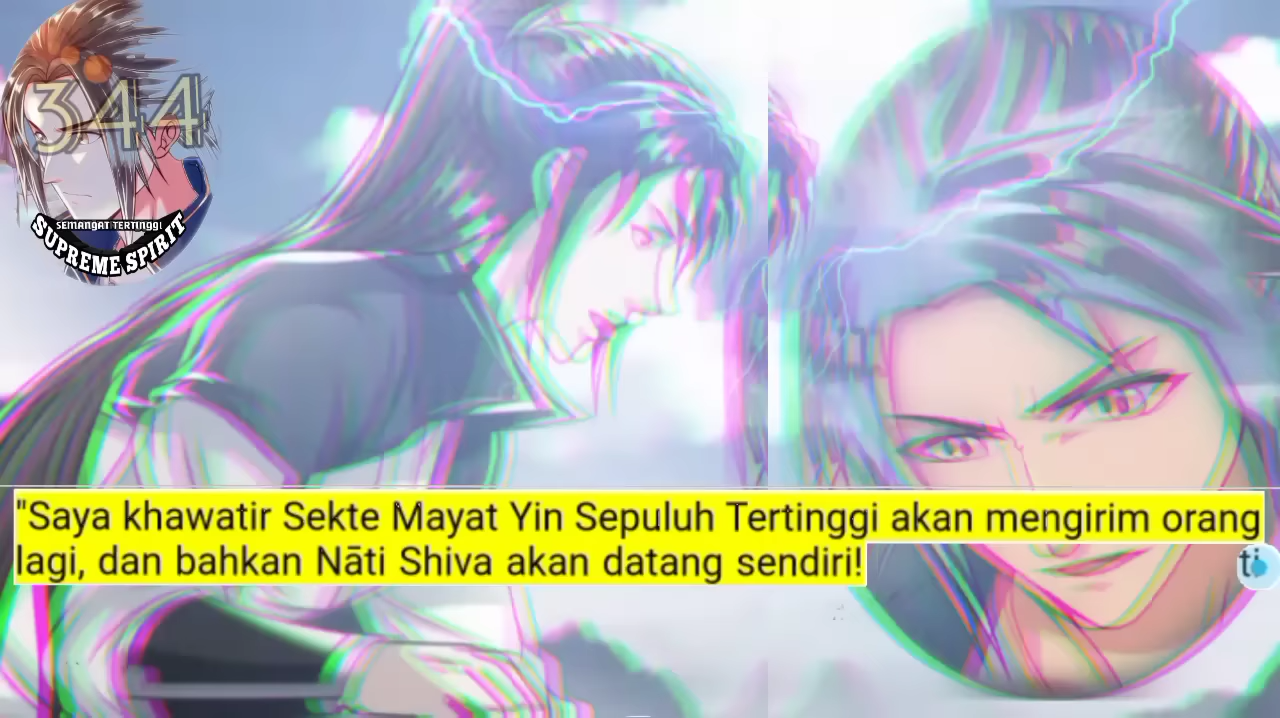 344
SEMANGAT TERTINGGI
SUPREME SPIRIT
"Saya khawatir Sekte Mayat Yin Sepuluh Tertinggi akan mengirim orang
lagi, dan bahkan Nāti Shiva akan datang sendiri!
ti